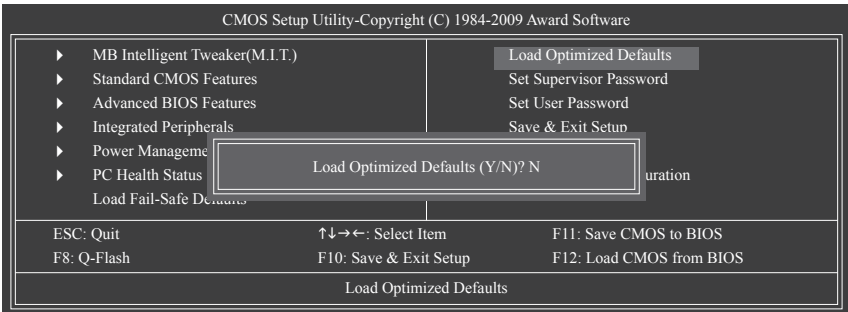 CMOS Setup Utility-Copyright (C) 1984-2009 Award Software
MB Intelligent Tweaker(M.I.T.)
Standard CMOS Features
Advanced BIOS Features
Integrated Peripherals
Power Manageme
PC Health Status
Load Fail-Safe Defaults
Load Optimized Defaults
Set Supervisor Password
Set User Password
Save & Exit Setup
uration
Load Optimized Defaults (Y/N)? N
ESC: Quit ↑↓→←: Select Item F11: Save CMOS to BIOS
F8: Q-Flash F10: Save & Exit Setup F12: Load CMOS from BIOS
Load Optimized Defaults